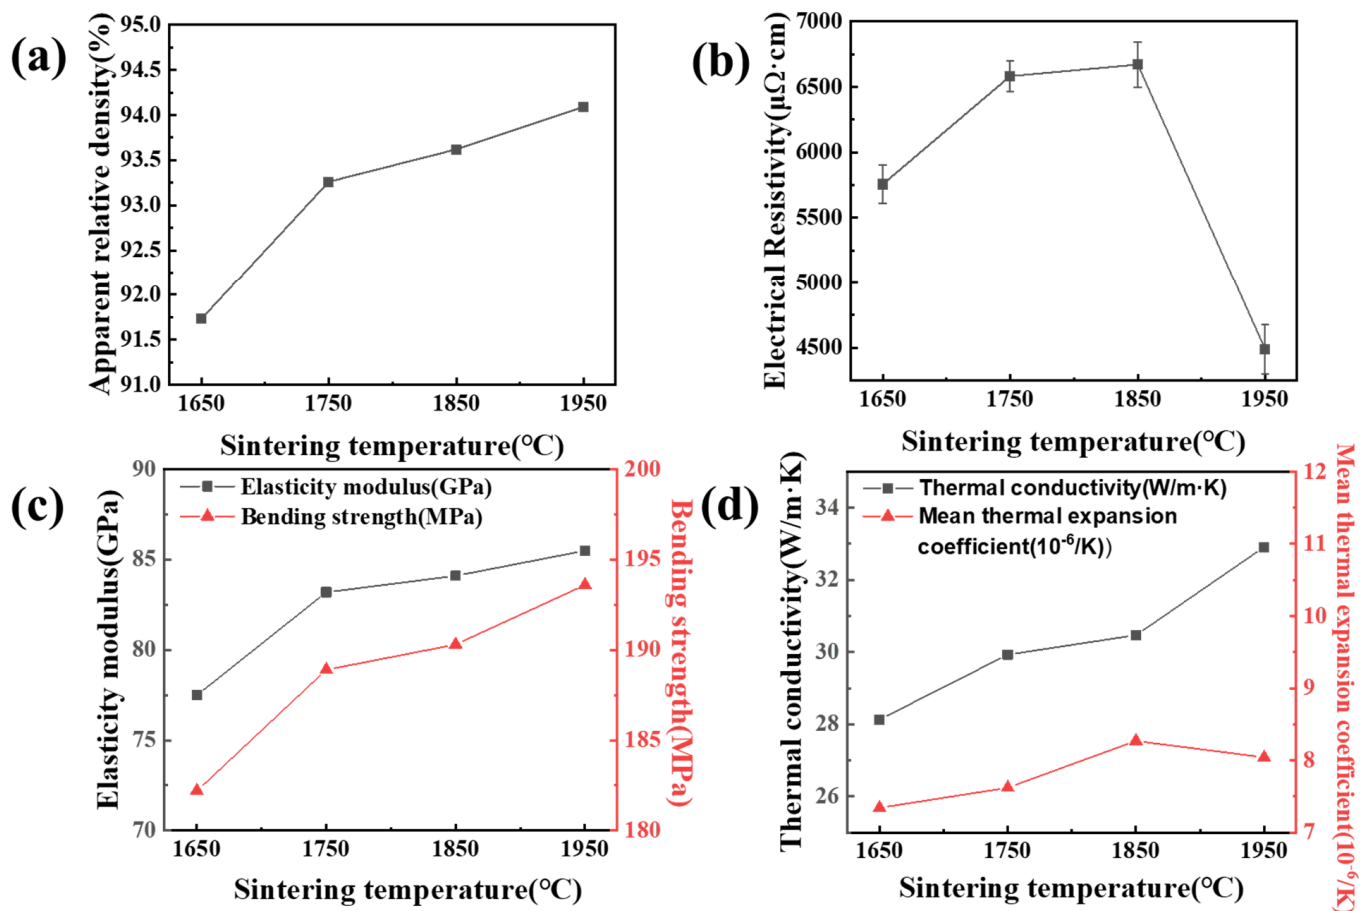 (a)
Apparent relative density(%)
95.0
94.5
94.0
93.5
93.0
92.5
92.0
91.5
91.0
1650
1750
1850
1950
Sintering temperature(℃)
(b)
Electrical Resistivity(μΩ·cm)
7000
6500
6000
5500
5000
4500
1650
1750
1850
1950
Sintering temperature(℃)
(c)
Elasticity modulus(GPa)
90
85
80
75
70
Elasticity modulus(GPa)
Bending strength(MPa)
200
195
190
185
180
Bending strength(MPa)
1650
1750
1850
1950
Sintering temperature(℃)
(d)
Thermal conductivity(W/m·K)
34
32
30
28
26
Thermal conductivity(W/m·K)
Mean thermal expansion
coefficient(10⁻⁶/K))
12
11
10
9
8
7
Mean thermal expansion coefficient(10⁻⁶/K)
1650
1750
1850
1950
Sintering temperature(℃)